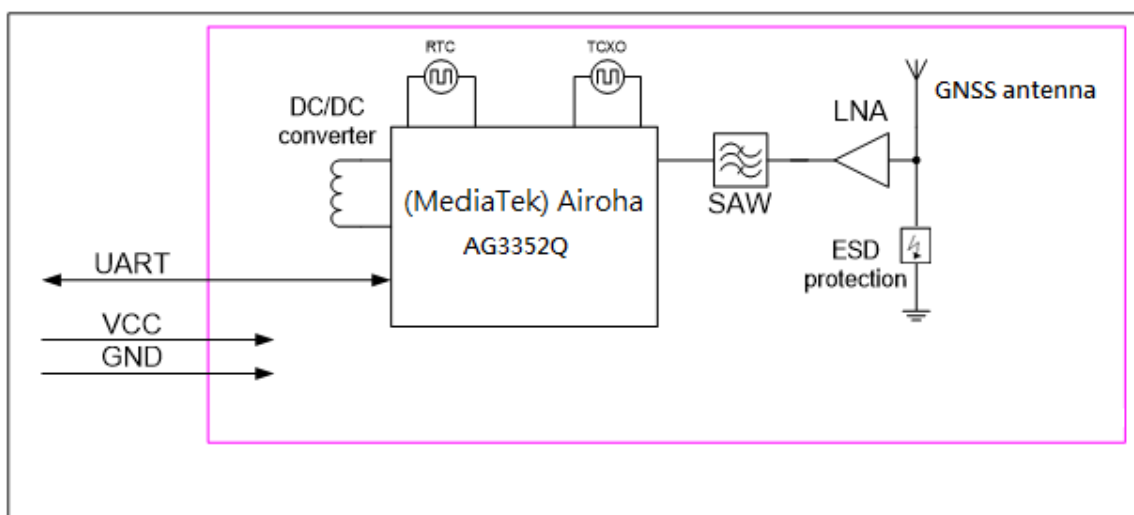 RTC
TCXO
GNSS antenna
DC/DC
converter
LNA
(MediaTek) Airoha
AG3352Q
SAW
ESD
protection
UART
VCC
GND